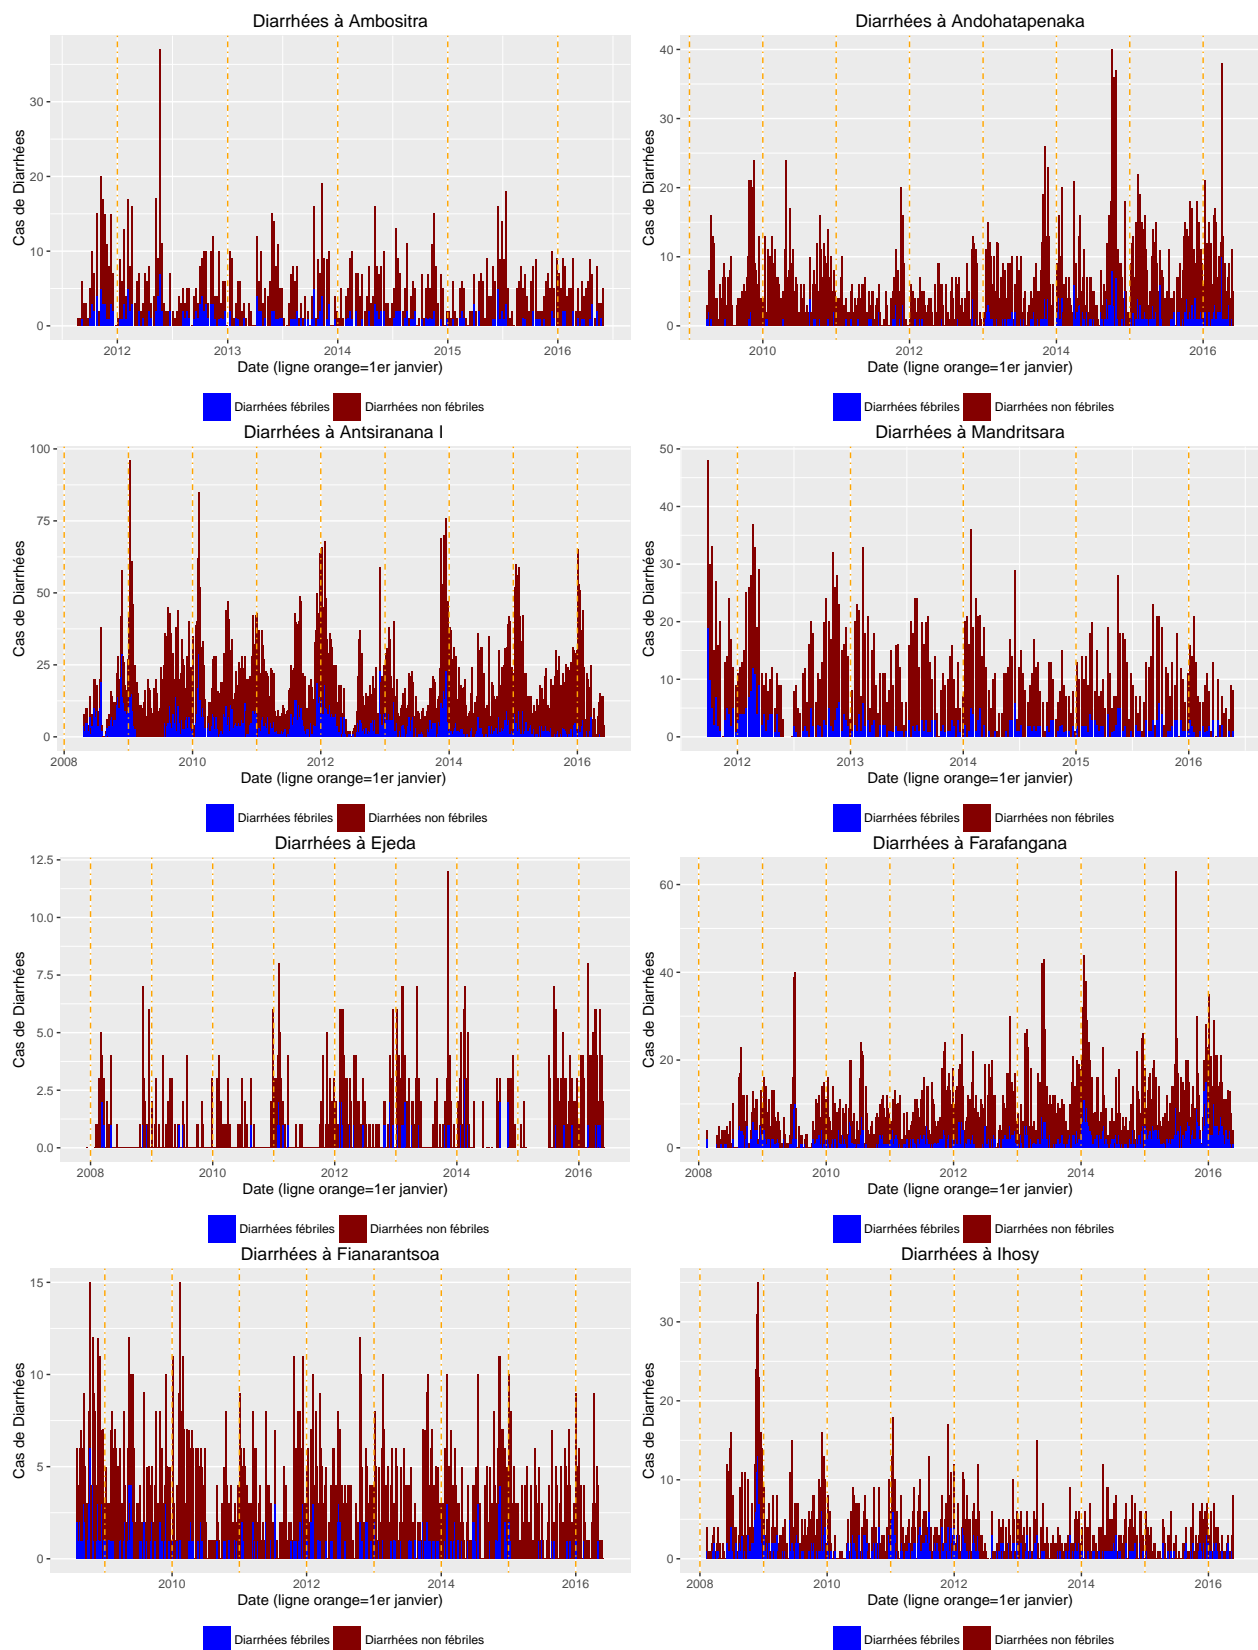 Diarrhées à Ambositra
Cas de Diarrhées
30
20
10
0
2012 2013 2014 2015 2016
Date (ligne orange=1er janvier)
Diarrhées fébriles Diarrhées non fébriles
Diarrhées à Andohatapenaka
Cas de Diarrhées
40
30
20
10
0
2010 2012 2014 2016
Date (ligne orange=1er janvier)
Diarrhées fébriles Diarrhées non fébriles
Diarrhées à Antsiranana I
Cas de Diarrhées
100
75
50
25
0
2008 2010 2012 2014 2016
Date (ligne orange=1er janvier)
Diarrhées fébriles Diarrhées non fébriles
Diarrhées à Mandritsara
Cas de Diarrhées
50
40
30
20
10
0
2012 2013 2014 2015 2016
Date (ligne orange=1er janvier)
Diarrhées fébriles Diarrhées non fébriles
Diarrhées à Ejeda
Cas de Diarrhées
12.5
10.0
7.5
5.0
2.5
0.0
2008 2010 2012 2014 2016
Date (ligne orange=1er janvier)
Diarrhées fébriles Diarrhées non fébriles
Diarrhées à Farafangana
Cas de Diarrhées
60
40
20
0
2008 2009 2010 2011 2012 2013 2014 2015 2016
Date (ligne orange=1er janvier)
Diarrhées fébriles Diarrhées non fébriles
Diarrhées à Fianarantsoa
Cas de Diarrhées
15
10
5
0
2010 2012 2014 2016
Date (ligne orange=1er janvier)
Diarrhées fébriles Diarrhées non fébriles
Diarrhées à Ihosy
Cas de Diarrhées
30
20
10
0
2008 2010 2012 2014 2016
Date (ligne orange=1er janvier)
Diarrhées fébriles Diarrhées non fébriles